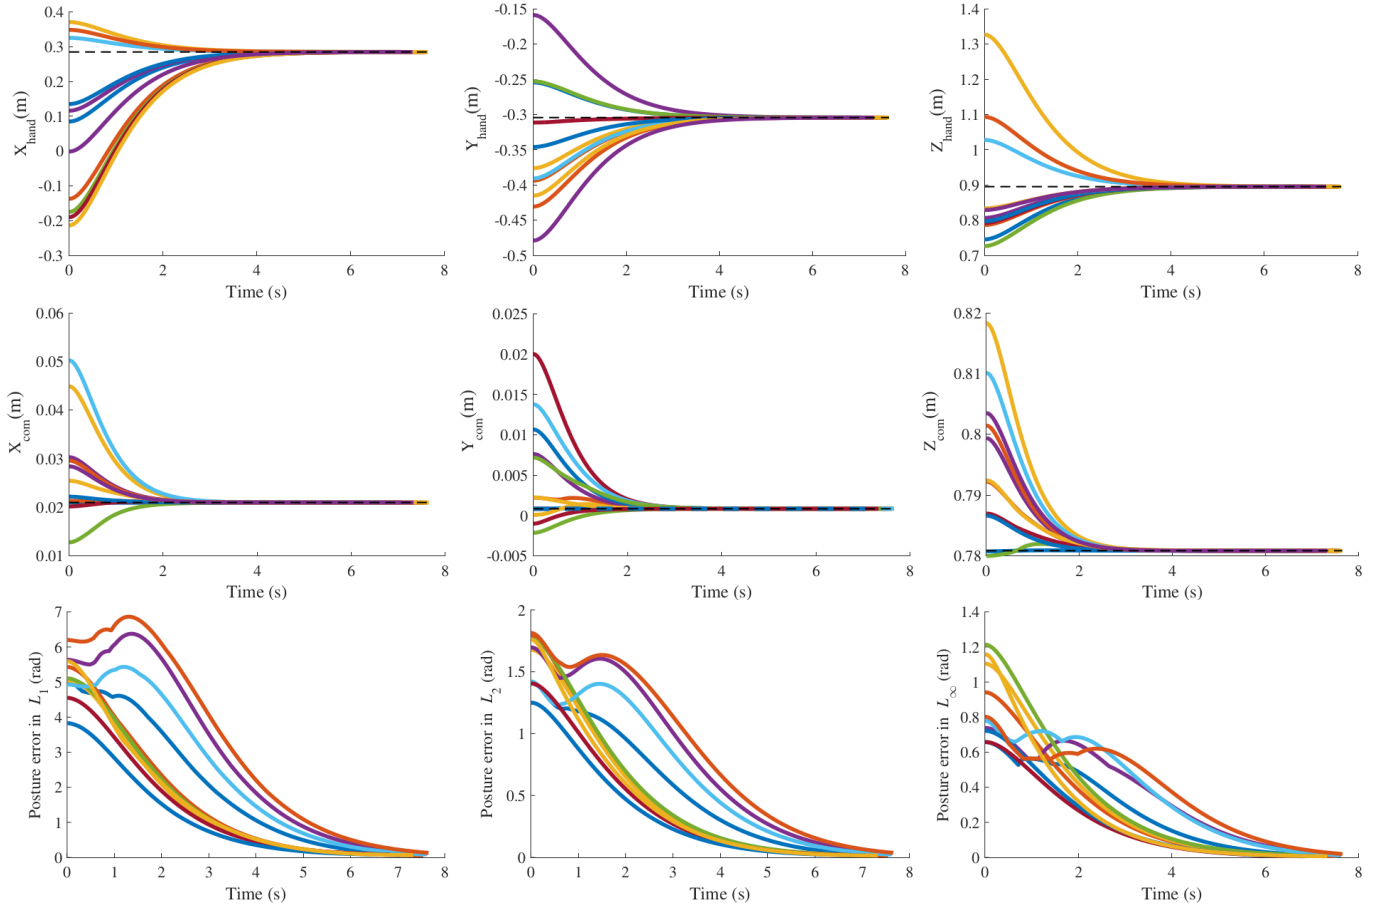 0.4
0.3
0.2
0.1
0
-0.1
-0.2
-0.3
X_hand(m)
0 2 4 6 8
Time (s)
-0.15
-0.2
-0.25
-0.3
-0.35
-0.4
-0.45
-0.5
Y_hand(m)
0 2 4 6 8
Time (s)
1.4
1.3
1.2
1.1
1
0.9
0.8
0.7
Z_hand(m)
0 2 4 6 8
Time (s)
0.06
0.05
0.04
0.03
0.02
0.01
X_com(m)
0 2 4 6 8
Time (s)
0.025
0.02
0.015
0.01
0.005
0
-0.005
Y_com(m)
0 2 4 6 8
Time (s)
0.82
0.81
0.8
0.79
0.78
Z_com(m)
0 2 4 6 8
Time (s)
7
6
5
4
3
2
1
0
Posture error in L_1 (rad)
0 1 2 3 4 5 6 7 8
Time (s)
2
1.5
1
0.5
0
Posture error in L_2 (rad)
0 1 2 3 4 5 6 7 8
Time (s)
1.4
1.2
1
0.8
0.6
0.4
0.2
0
Posture error in L_∞ (rad)
0 2 4 6 8
Time (s)